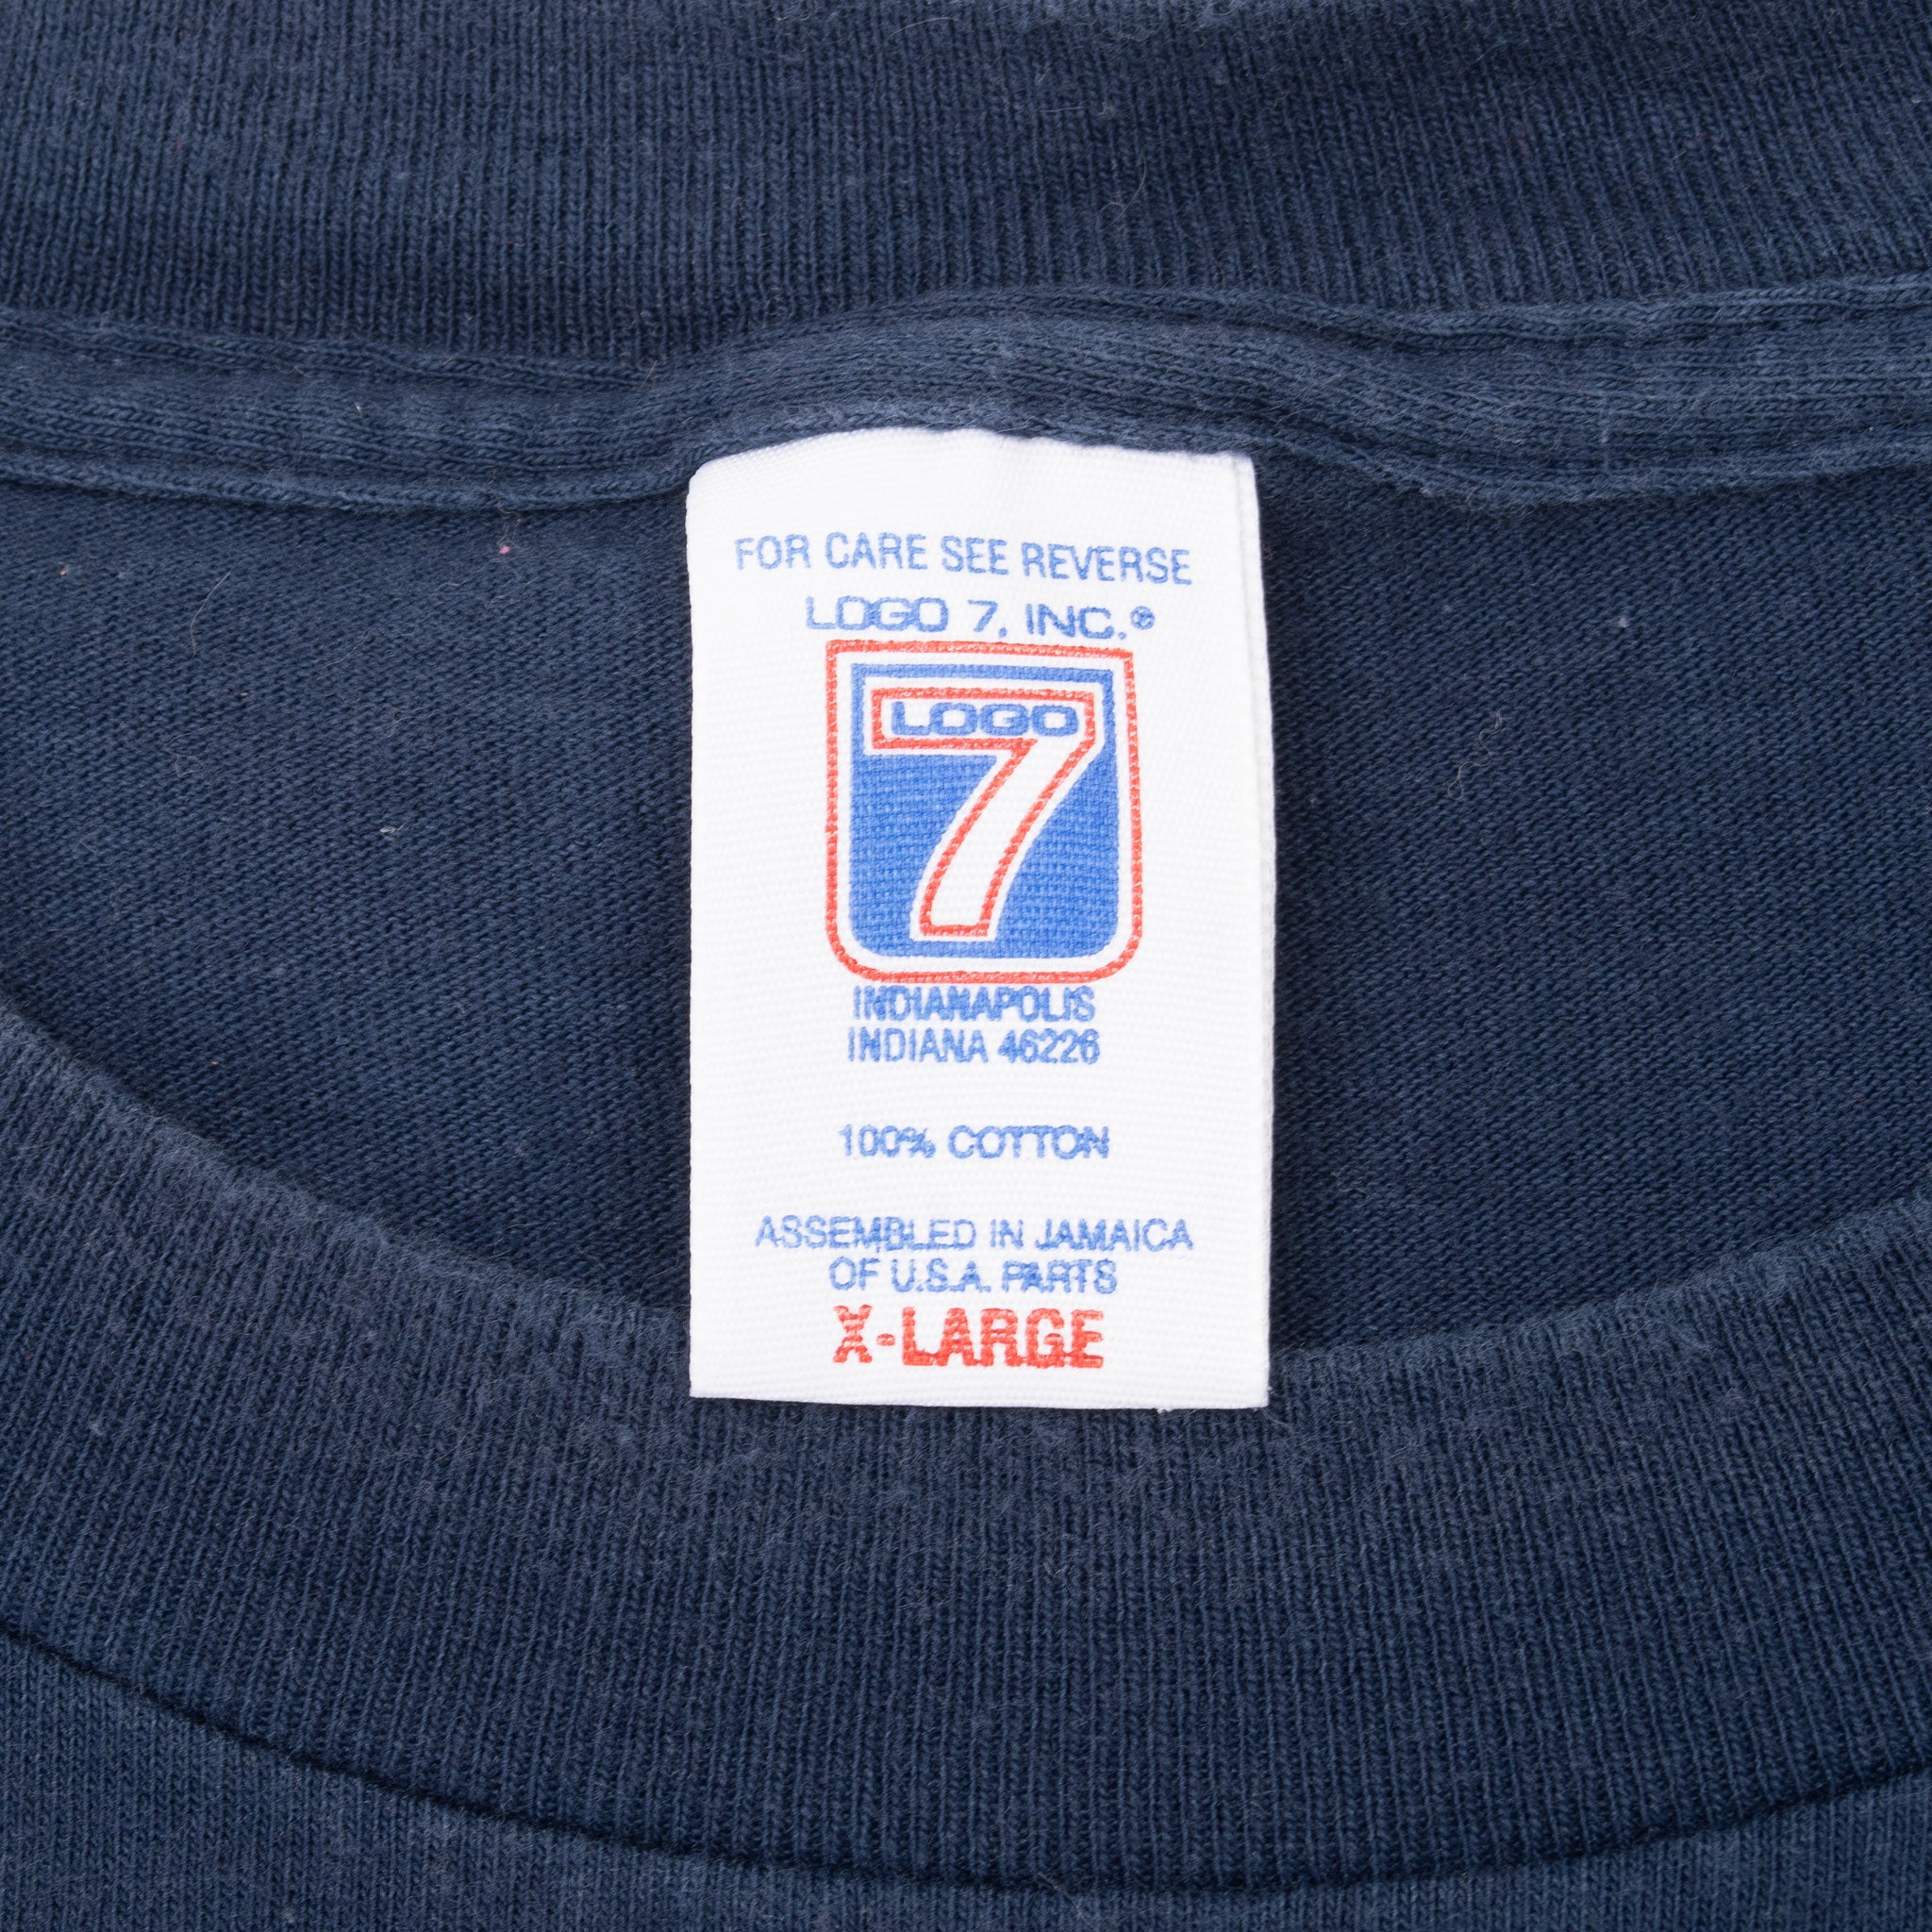 FOR CARE SEE REVERSE
LOGO 7, INC.®
LOGO
7
INDIANAPOLIS
INDIANA 46226
100% COTTON
ASSEMBLED IN JAMAICA
OF U.S.A. PARTS
X-LARGE